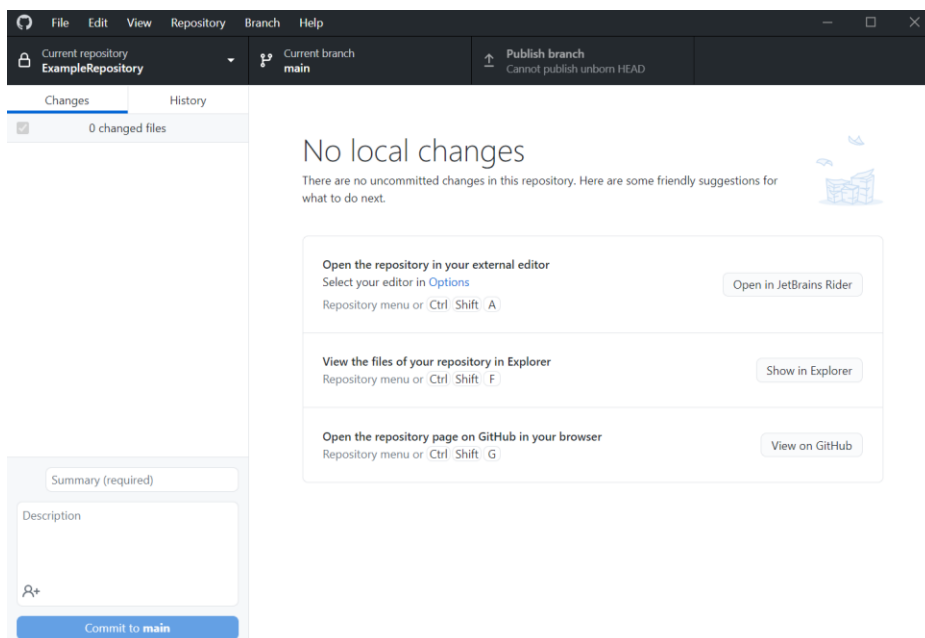 File Edit View Repository Branch Help
Current repository
ExampleRepository
Current branch
main
Publish branch
Cannot publish unborn HEAD
Changes History
0 changed files
No local changes
There are no uncommitted changes in this repository. Here are some friendly suggestions for
what to do next.
Open the repository in your external editor
Select your editor in Options
Repository menu or Ctrl Shift A
Open in JetBrains Rider
View the files of your repository in Explorer
Repository menu or Ctrl Shift F
Show in Explorer
Open the repository page on GitHub in your browser
Repository menu or Ctrl Shift G
View on GitHub
Summary (required)
Description
Commit to main